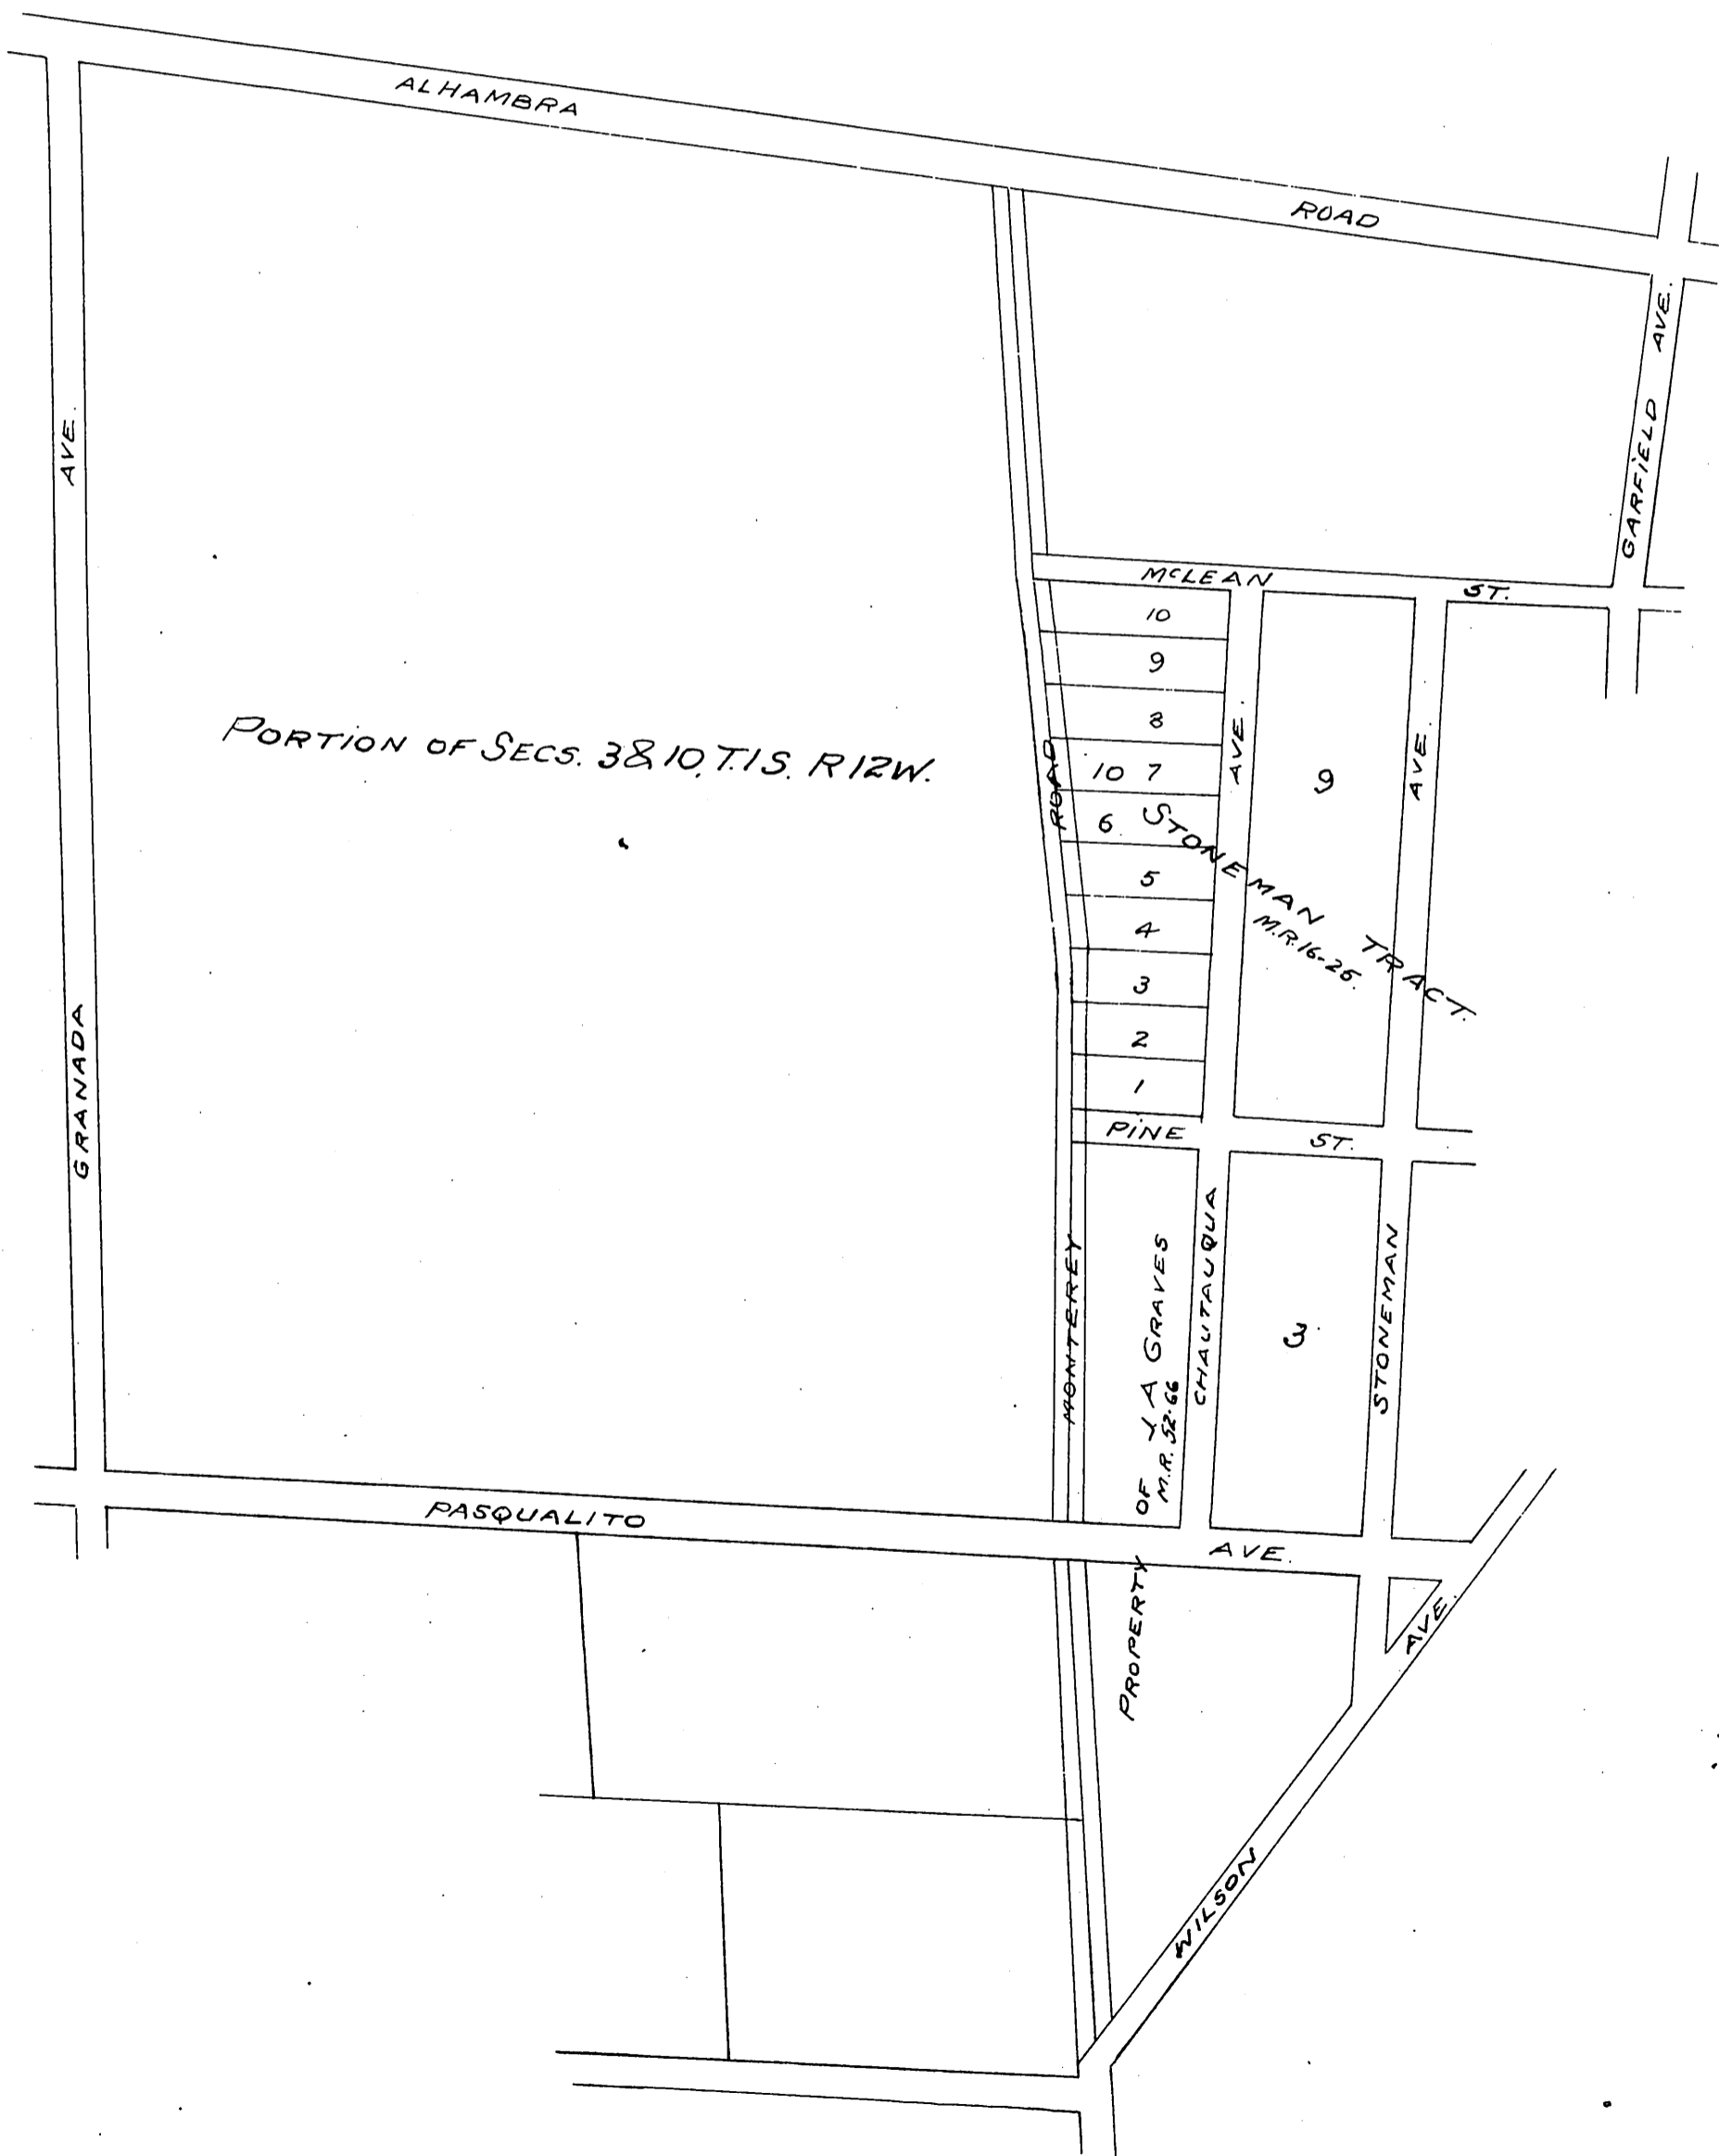 ALHAMBRA ROAD
GARFIELD AVE.
GRANADA AVE.
MCLEAN ST.
10
9
8
10 7
6
5
4
3
2
1
9
PORTION OF SECS. 3 & 10, T.1S. R12W.
STONEMAN TRACT.
M.R. 16-25.
MONTEREY ROAD
CHAUTAUQUA AVE.
STONEMAN AVE.
PINE ST.
3
PROPERTY OF J A GRAVES
M.R. 52-66
PASQUALITO AVE.
WILSON AVE.